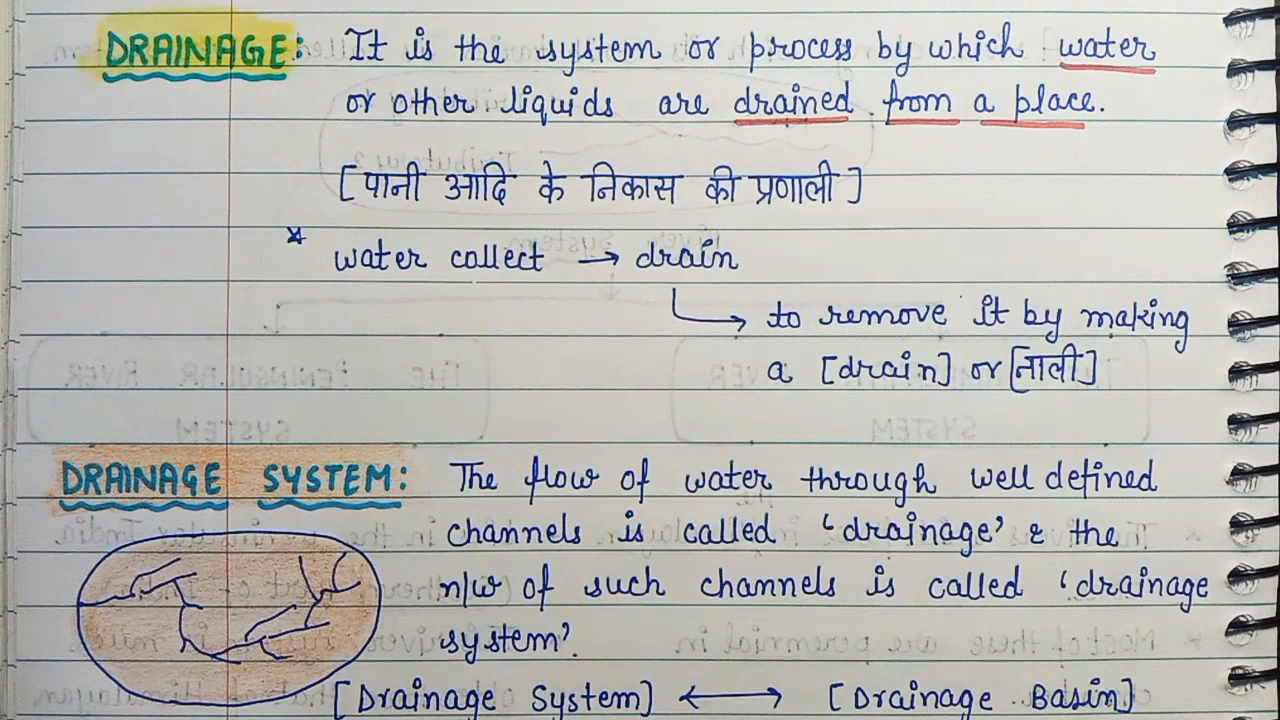 DRAINAGE: It is the system or process by which water
or other liquids are drained from a place.
[पानी आदि के निकास की प्रणाली]
* water collect → drain
→ to remove it by making
a [drain] or [नाली]
DRAINAGE SYSTEM: The flow of water through well defined
channels is called 'drainage' & the
n/w of such channels is called 'drainage
system'.
[Drainage System] ↔ [Drainage Basin]